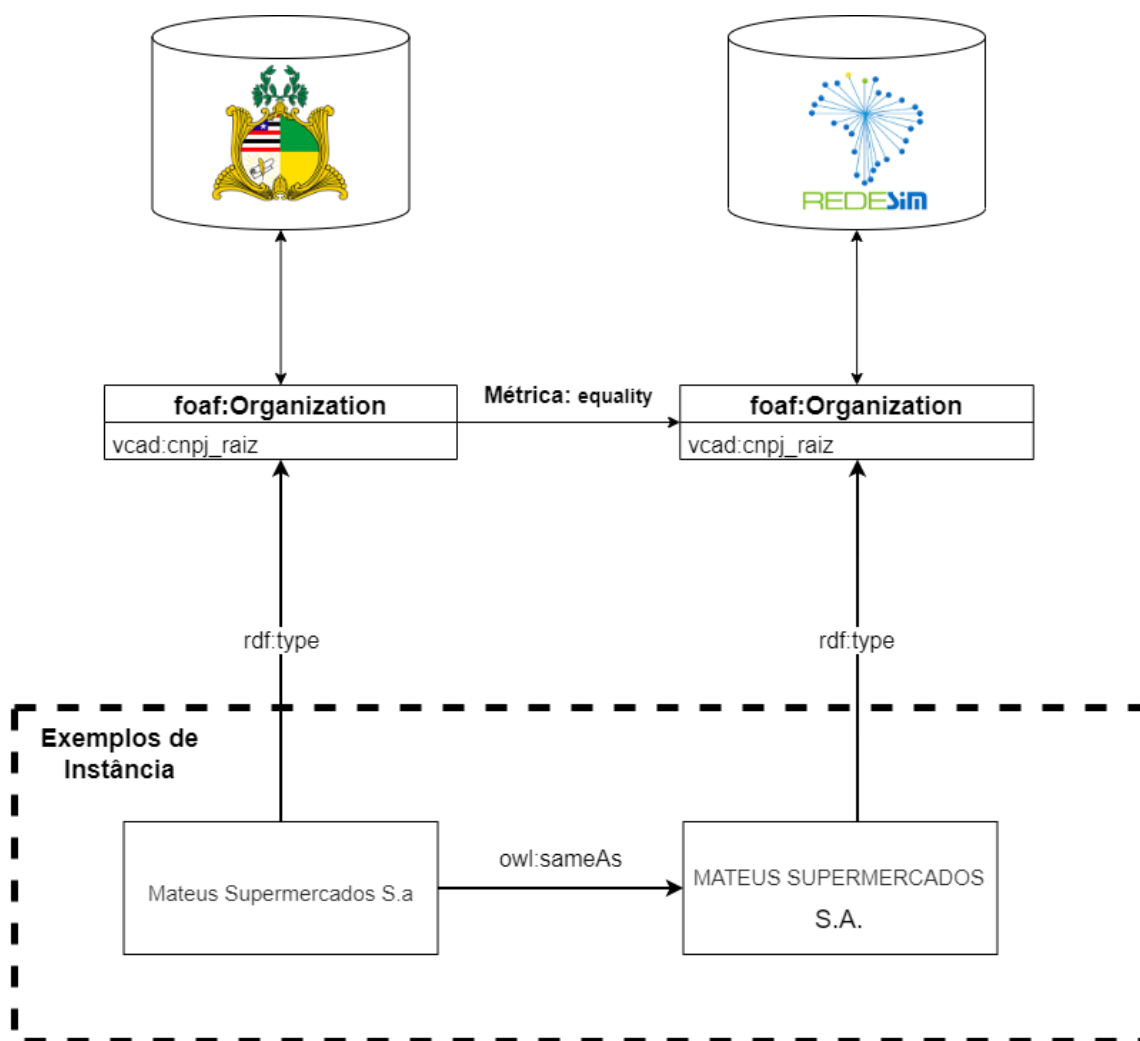 REDESiM
foaf:Organization
Métrica: equality
foaf:Organization
vcad:cnpj_raiz
vcad:cnpj_raiz
rdf:type
rdf:type
Exemplos de
Instância
owl:sameAs
Mateus Supermercados S.a
MATEUS SUPERMERCADOS
S.A.